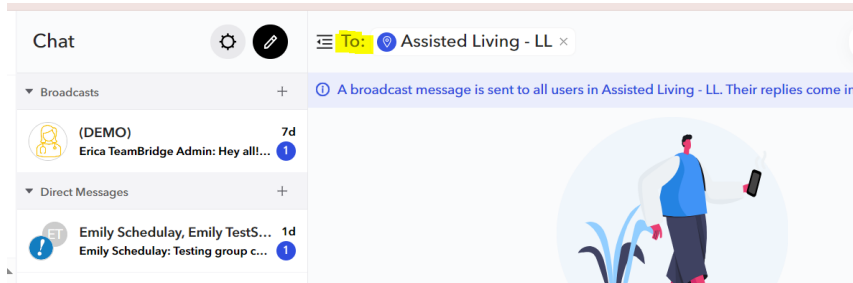 Chat
To: Assisted Living - LL ×
Broadcasts +
A broadcast message is sent to all users in Assisted Living - LL. Their replies come in
(DEMO) 7d
Erica TeamBridge Admin: Hey all!... 1
Direct Messages +
ET
Emily Schedulay, Emily TestS... 1d
Emily Schedulay: Testing group c... 1